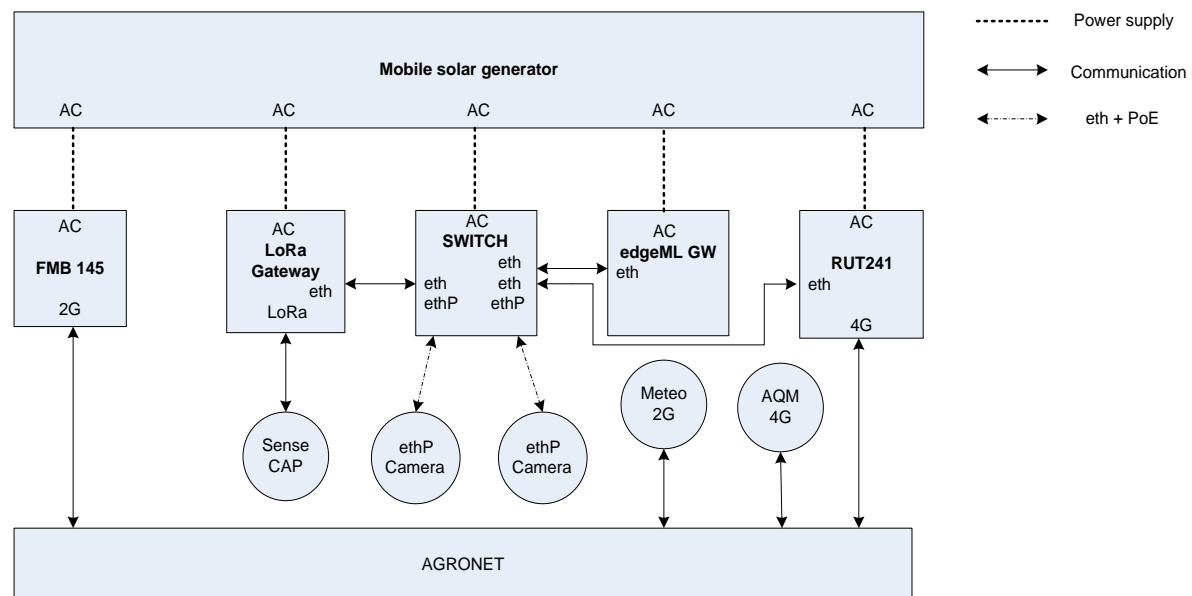 Mobile solar generator
AC
AC
AC
AC
AC
Power supply
Communication
eth + PoE
AC
FMB 145
2G
AC
LoRa
Gateway
eth
LoRa
AC
SWITCH
eth
eth
eth
ethP
ethP
AC
edgeML GW
eth
AC
RUT241
eth
4G
Sense
CAP
ethP
Camera
ethP
Camera
Meteo
2G
AQM
4G
AGRONET